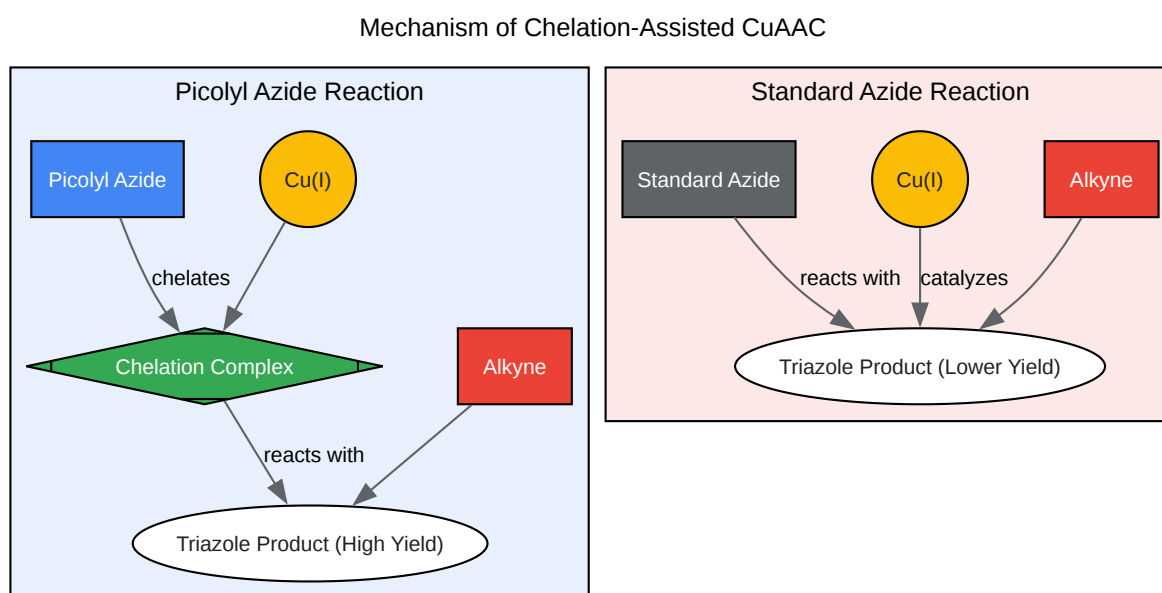 Mechanism of Chelation-Assisted CuAAC
Picolyl Azide Reaction
Picolyl Azide
Cu(I)
chelates
Chelation Complex
Alkyne
reacts with
Triazole Product (High Yield)
Standard Azide Reaction
Standard Azide
Cu(I)
Alkyne
reacts with
catalyzes
Triazole Product (Lower Yield)